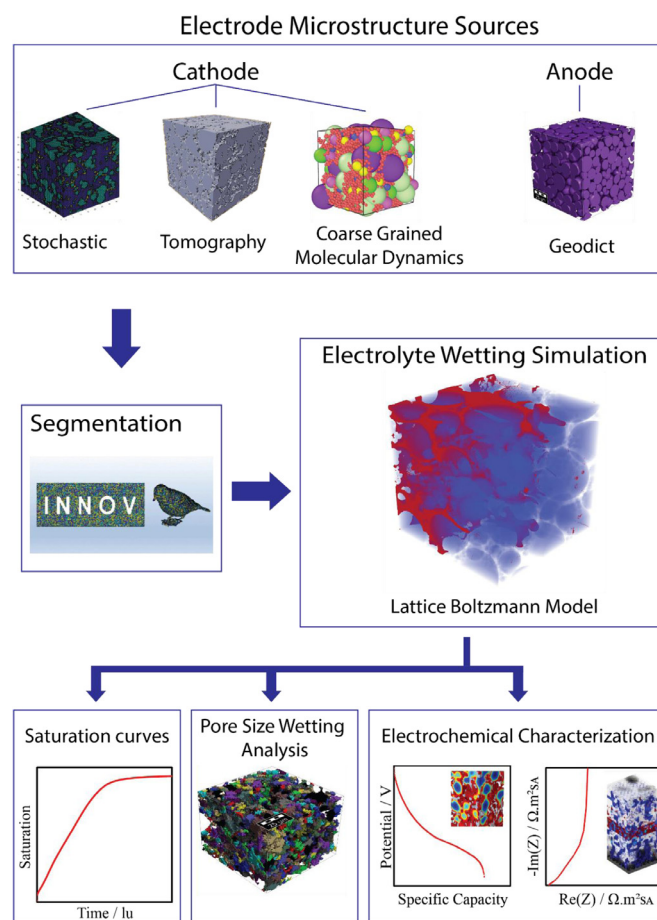 Electrode Microstructure Sources
Cathode
Anode
Stochastic
Tomography
Coarse Grained
Molecular Dynamics
Geodict
Segmentation
INNOV
Electrolyte Wetting Simulation
Lattice Boltzmann Model
Saturation curves
Saturation
Time / lu
Pore Size Wetting
Analysis
Electrochemical Characterization
Potential / V
Specific Capacity
-Im(Z) / Ω.m²SA
Re(Z) / Ω.m²SA